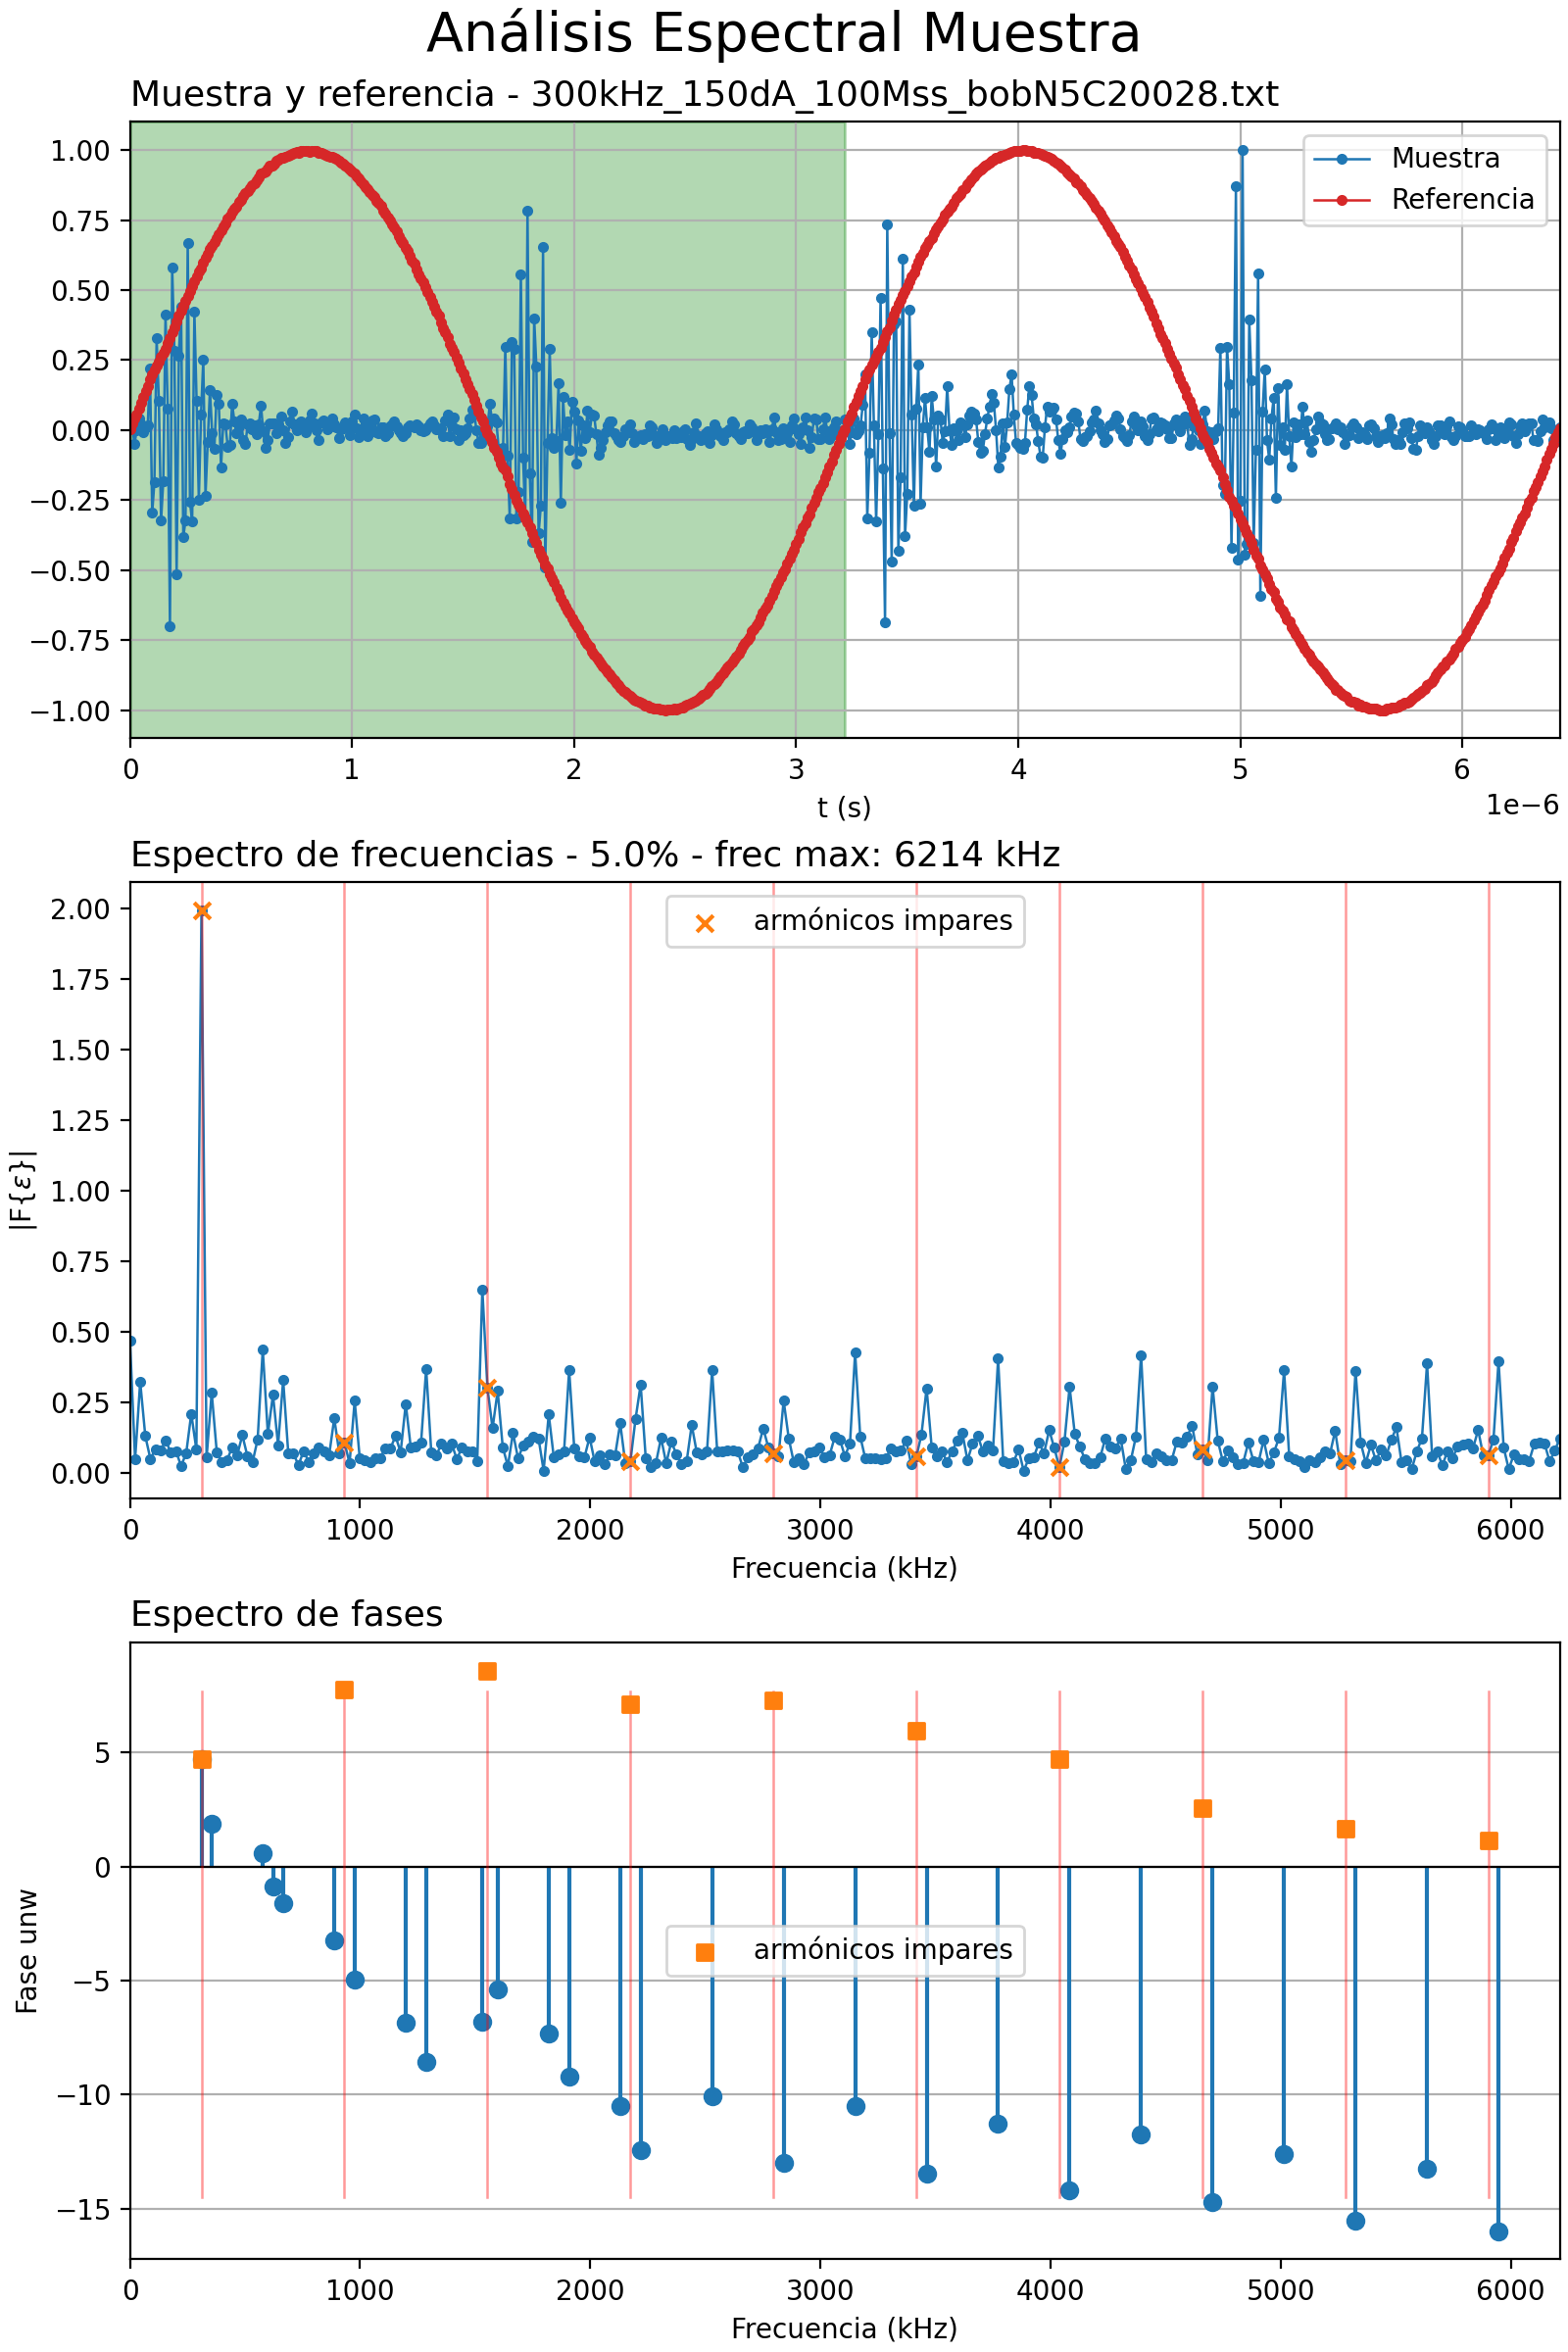 Análisis Espectral Muestra
Muestra y referencia - 300kHz_150dA_100Mss_bobN5C20028.txt
1.00
0.75
0.50
0.25
0.00
−0.25
−0.50
−0.75
−1.00
Muestra
Referencia
0 1 2 3 4 5 6
t (s)
1e−6
Espectro de frecuencias - 5.0% - frec max: 6214 kHz
2.00
1.75
1.50
1.25
1.00
0.75
0.50
0.25
0.00
|F{ε}|
armónicos impares
0 1000 2000 3000 4000 5000 6000
Frecuencia (kHz)
Espectro de fases
5
0
−5
−10
−15
Fase unw
armónicos impares
0 1000 2000 3000 4000 5000 6000
Frecuencia (kHz)